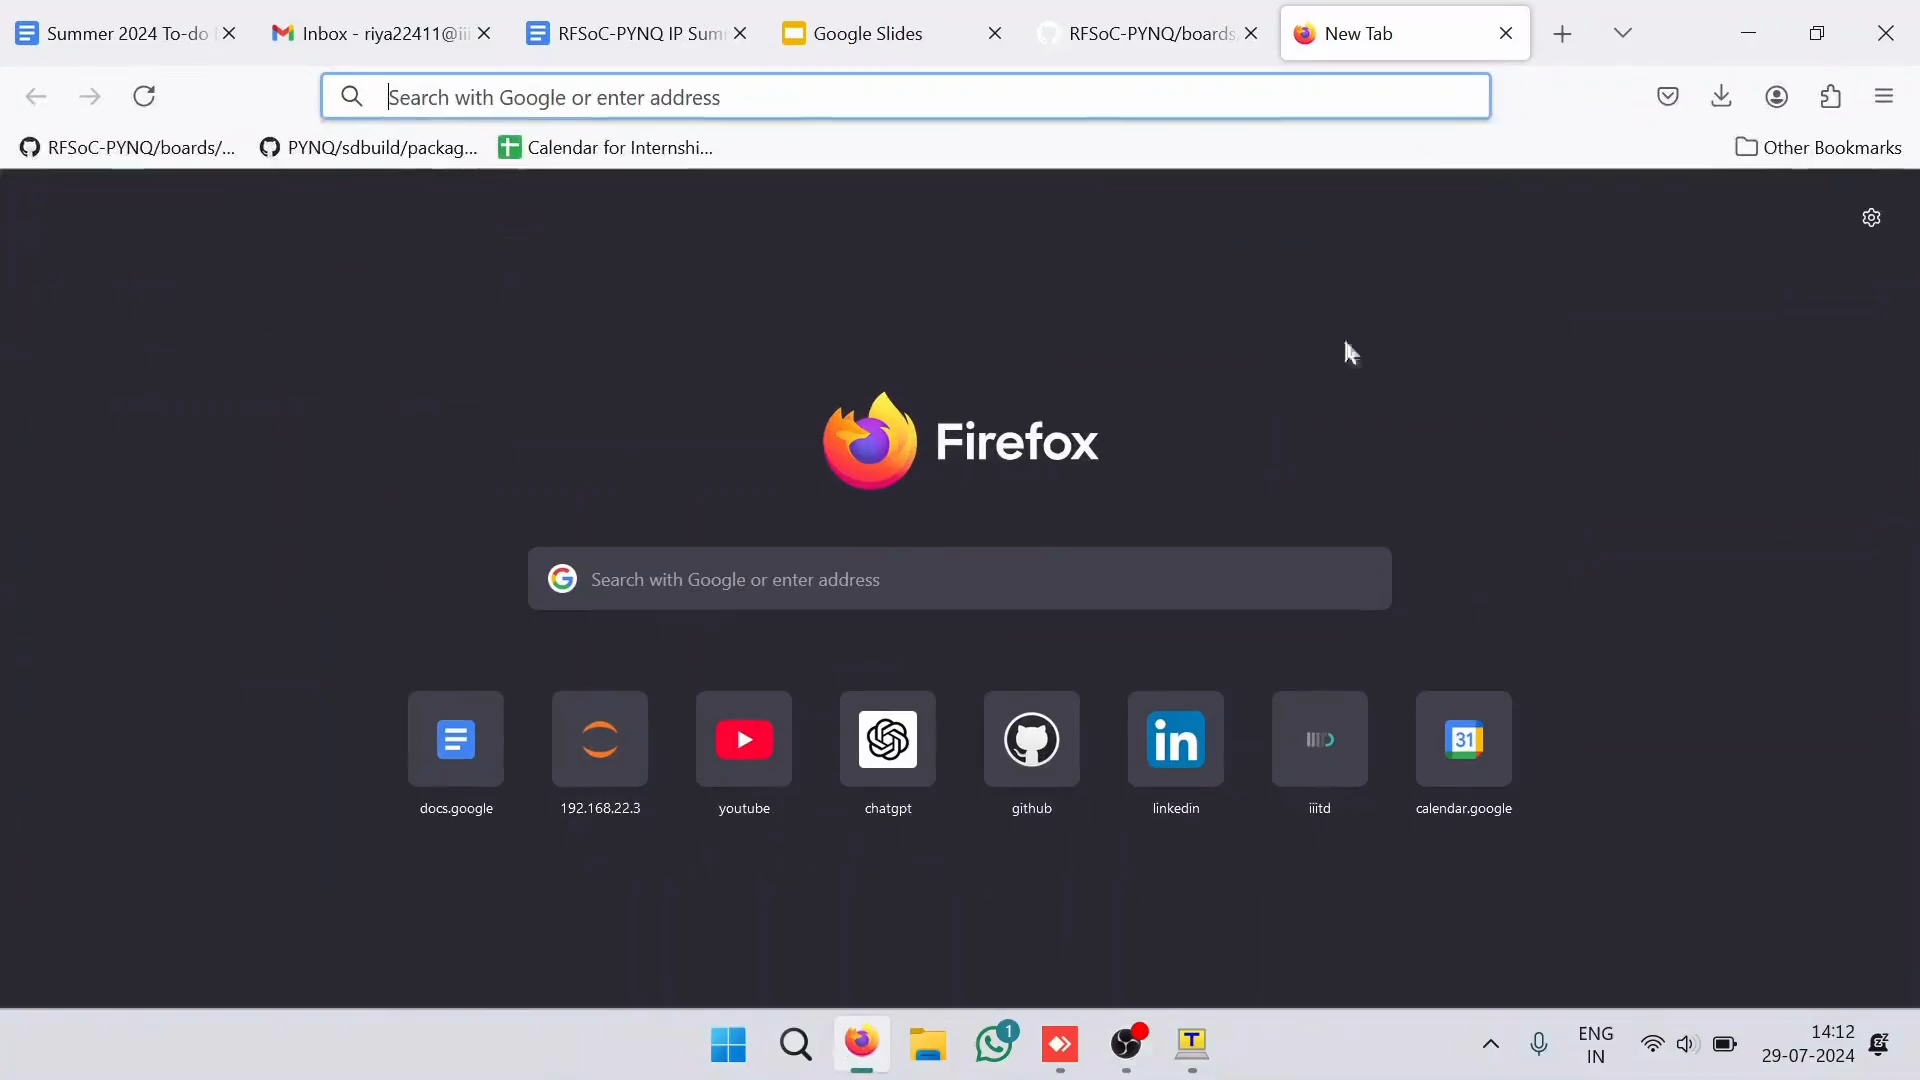 Summer 2024 To-do
Inbox - riya22411@iii
RFSoC-PYNQ IP Sum
Google Slides
RFSoC-PYNQ/boards
New Tab
Search with Google or enter address
RFSoC-PYNQ/boards/...
PYNQ/sdbuild/packag...
Calendar for Internshi...
Other Bookmarks
Firefox
Search with Google or enter address
31
docs.google
192.168.22.3
youtube
chatgpt
github
linkedin
iiitd
calendar.google
1
T
ENG
IN
14:12
29-07-2024